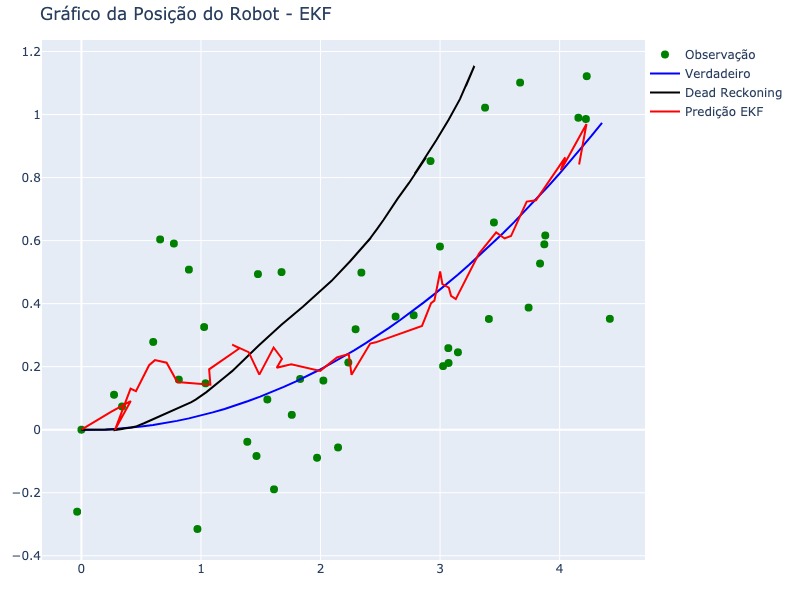 Gráfico da Posição do Robot - EKF
Observação
Verdadeiro
Dead Reckoning
Predição EKF
1.2
1
0.8
0.6
0.4
0.2
0
−0.2
−0.4
0 1 2 3 4